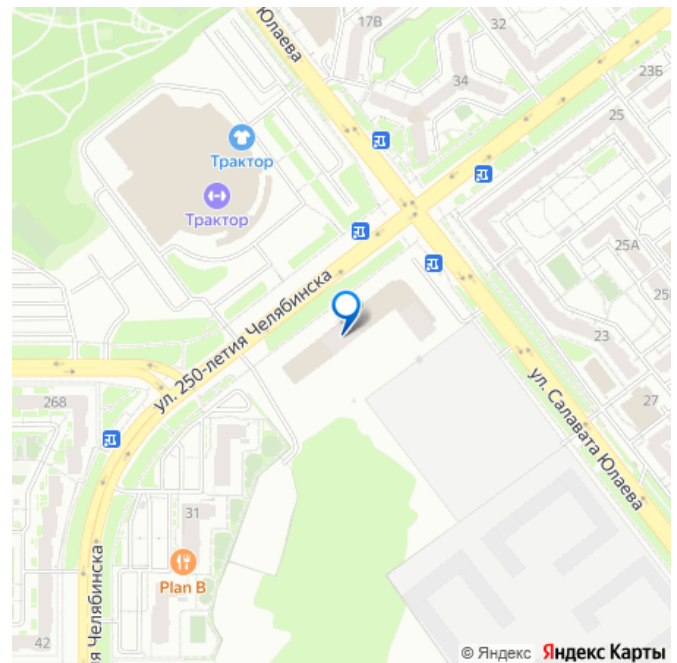 Юлаева
17В
32
34
23Б
25
Трактор
Трактор
25А
25
ул. 250-летия Челябинска
23
268
ул. Салавата Юлаева
27
31
Plan B
ия Челябинска
42
© Яндекс Яндекс Карты